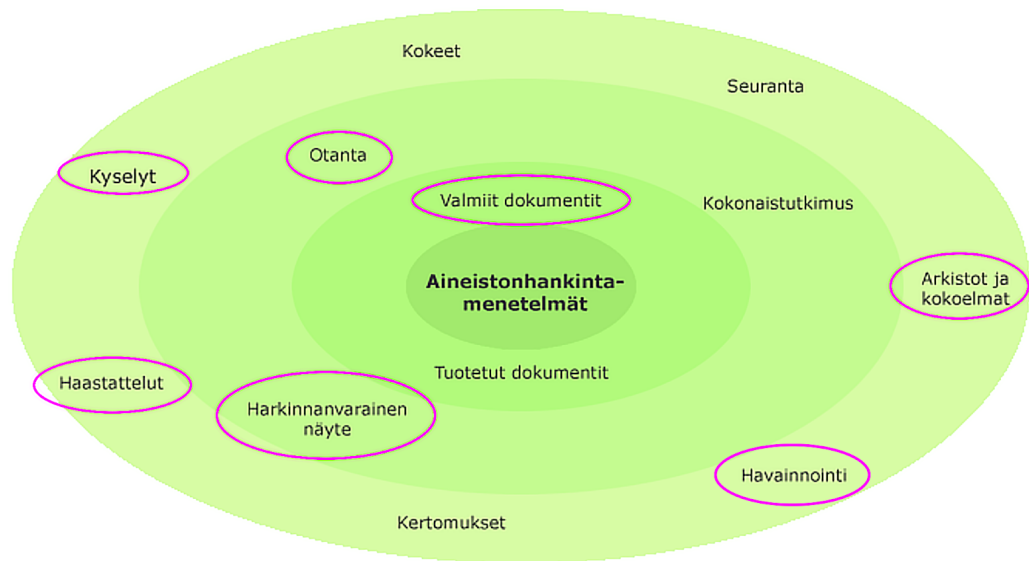 Kokeet
Seuranta
Otanta
Kyselyt
Valmiit dokumentit
Kokonaistutkimus
Aineistonhankinta-
menetelmät
Arkistot ja
kokoelmat
Tuotetut dokumentit
Haastattelut
Harkinnanvarainen
näyte
Havainnointi
Kertomukset